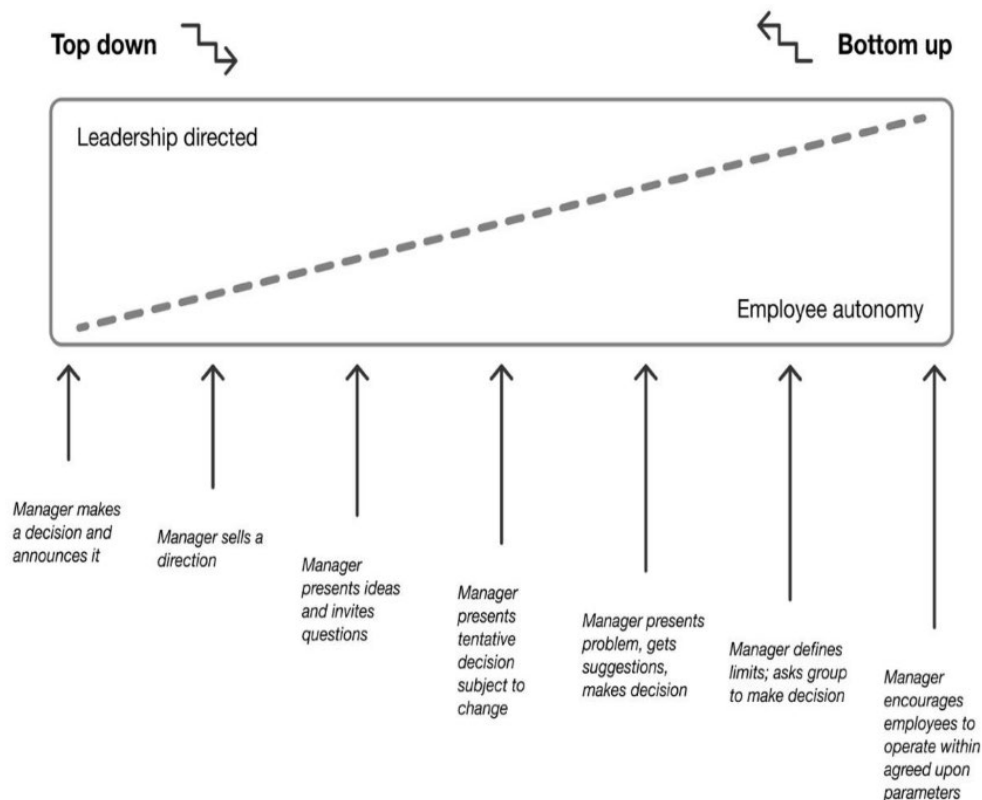 Top down
Bottom up
Leadership directed
Employee autonomy
Manager makes
a decision and
announces it
Manager sells a
direction
Manager
presents ideas
and invites
questions
Manager
presents
tentative
decision
subject to
change
Manager presents
problem, gets
suggestions,
makes decision
Manager defines
limits; asks group
to make decision
Manager
encourages
employees to
operate within
agreed upon
parameters